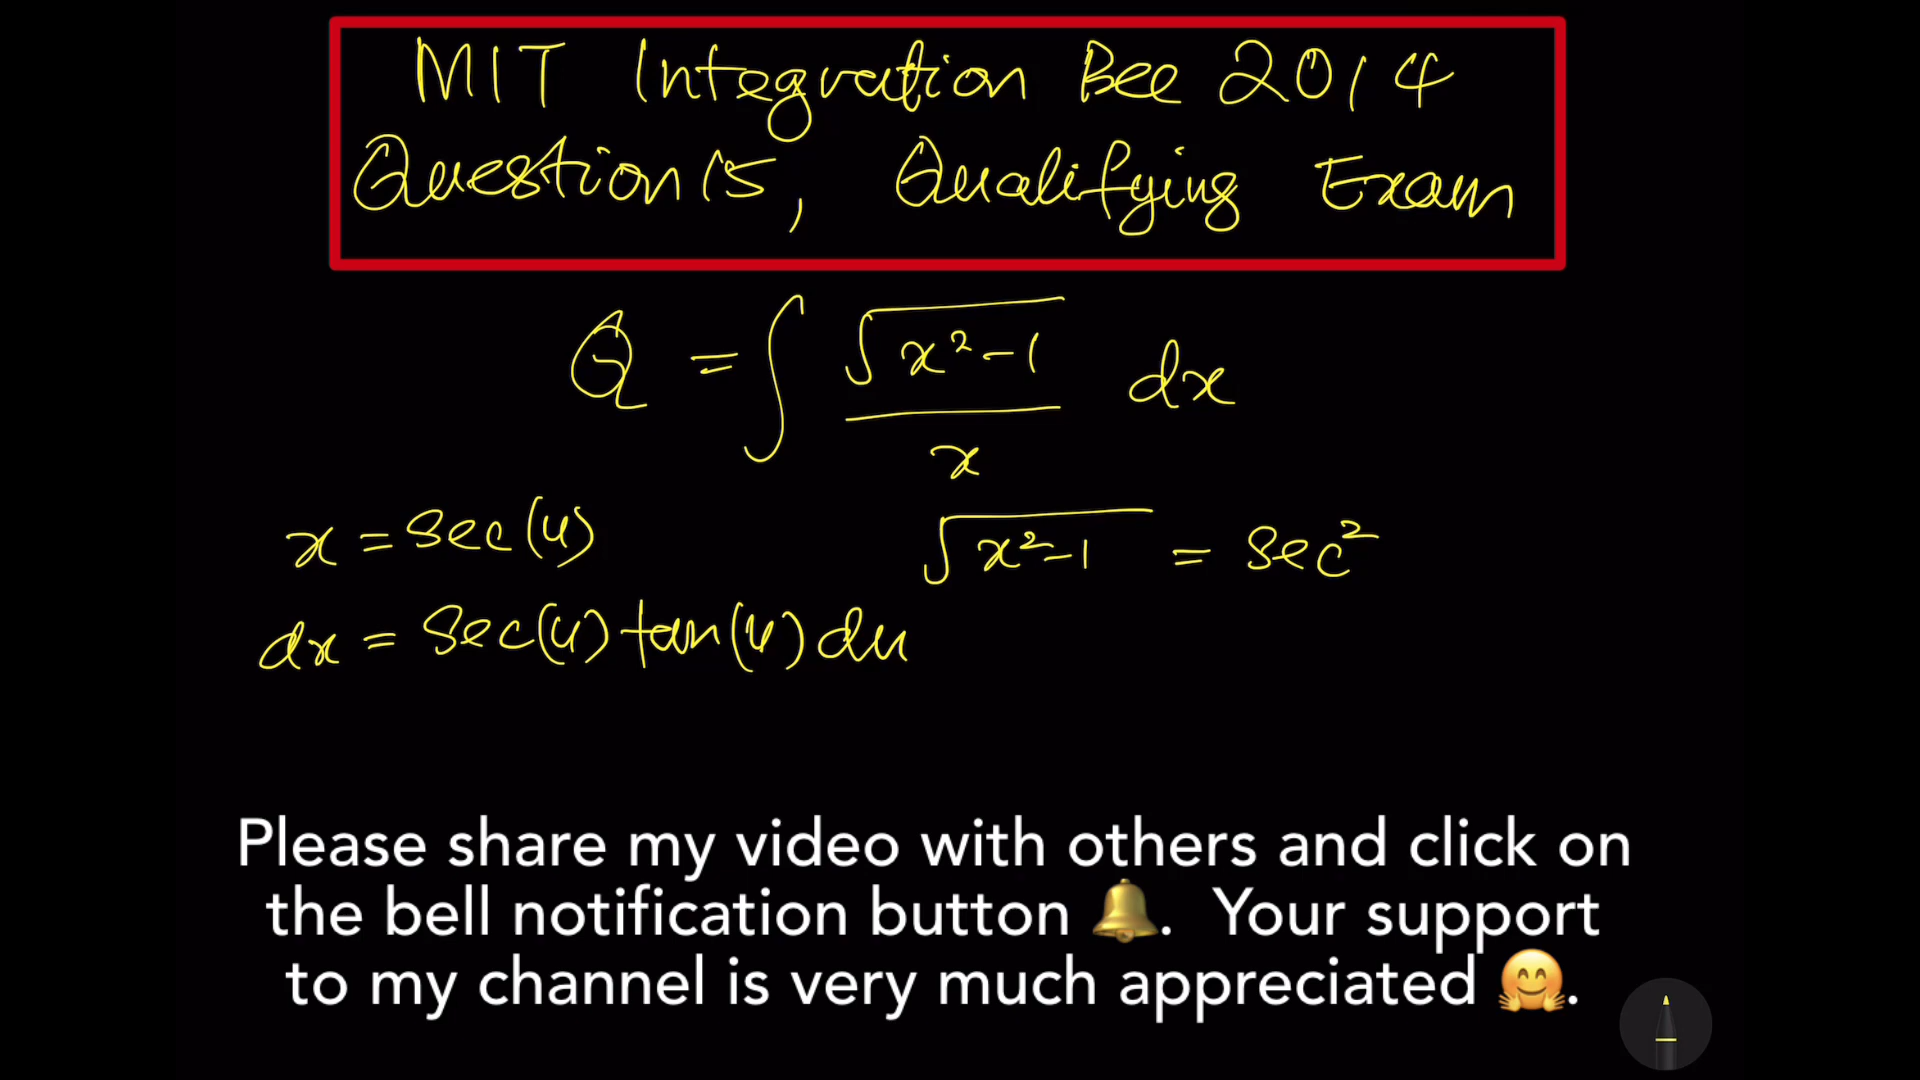 MIT Integration Bee 2014
Question 15, Qualifying Exam
Q = ∫ √(x²-1) / x dx
x = sec(u)
√(x²-1) = sec²
dx = sec(u) tan(u) du
Please share my video with others and click on
the bell notification button 🔔. Your support
to my channel is very much appreciated 🤗.